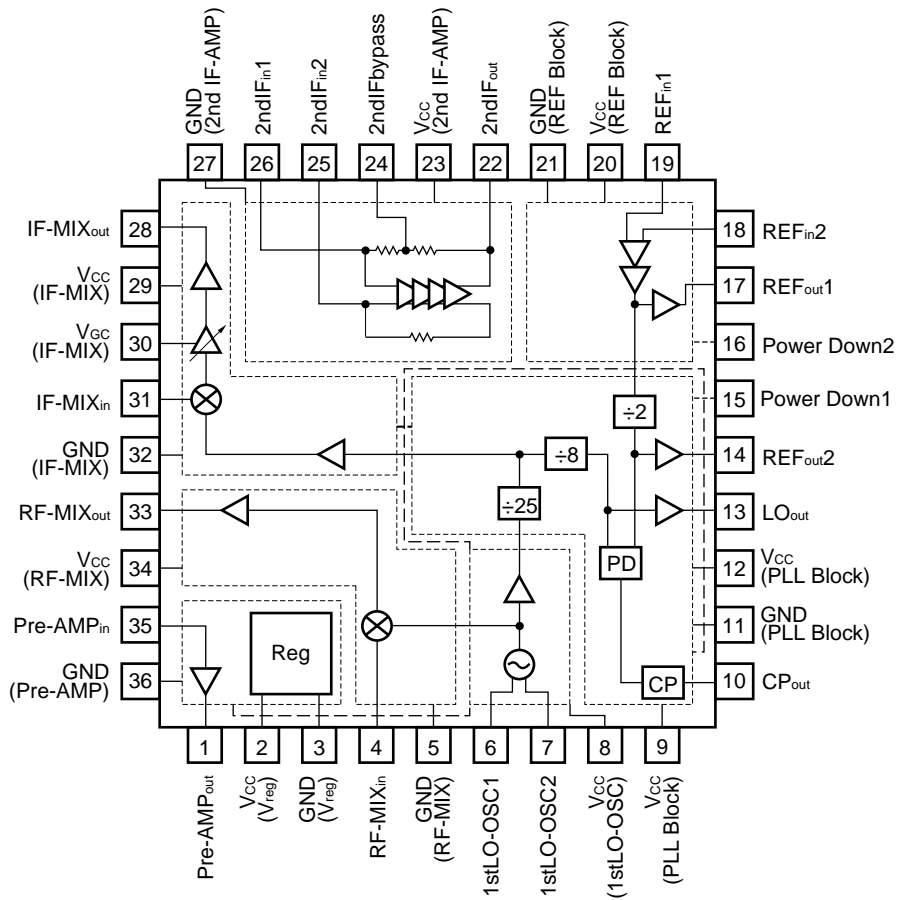 GND
(2nd IF-AMP)
2ndIFin1
2ndIFin2
2ndIFbypass
VCC
(2nd IF-AMP)
2ndIFout
GND
(REF Block)
VCC
(REF Block)
REFin1
27
26
25
24
23
22
21
20
19
IF-MIXout
28
VCC
(IF-MIX)
29
VGC
(IF-MIX)
30
IF-MIXin
31
GND
(IF-MIX)
32
RF-MIXout
33
VCC
(RF-MIX)
34
Pre-AMPin
35
GND
(Pre-AMP)
36
÷2
÷8
÷25
PD
Reg
CP
18
REFin2
17
REFout1
16
Power Down2
15
Power Down1
14
REFout2
13
LOout
12
VCC
(PLL Block)
11
GND
(PLL Block)
10
CPout
1
2
3
4
5
6
7
8
9
Pre-AMPout
VCC
(Vreg)
GND
(Vreg)
RF-MIXin
GND
(RF-MIX)
1stLO-OSC1
1stLO-OSC2
VCC
(1stLO-OSC)
VCC
(PLL Block)